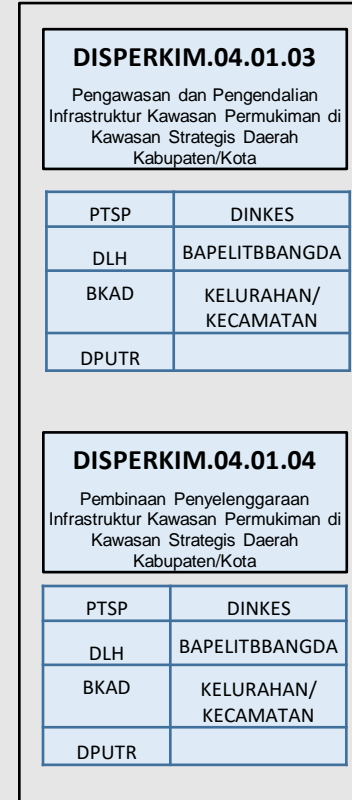 DISPERKIM.04.01.03
Pengawasan dan Pengendalian
Infrastruktur Kawasan Permukiman di
Kawasan Strategis Daerah
Kabupaten/Kota
PTSP DINKES
DLH BAPELITBBANGDA
BKAD KELURAHAN/
KECAMATAN
DPUTR
DISPERKIM.04.01.04
Pembinaan Penyelenggaraan
Infrastruktur Kawasan Permukiman di
Kawasan Strategis Daerah
Kabupaten/Kota
PTSP DINKES
DLH BAPELITBBANGDA
BKAD KELURAHAN/
KECAMATAN
DPUTR